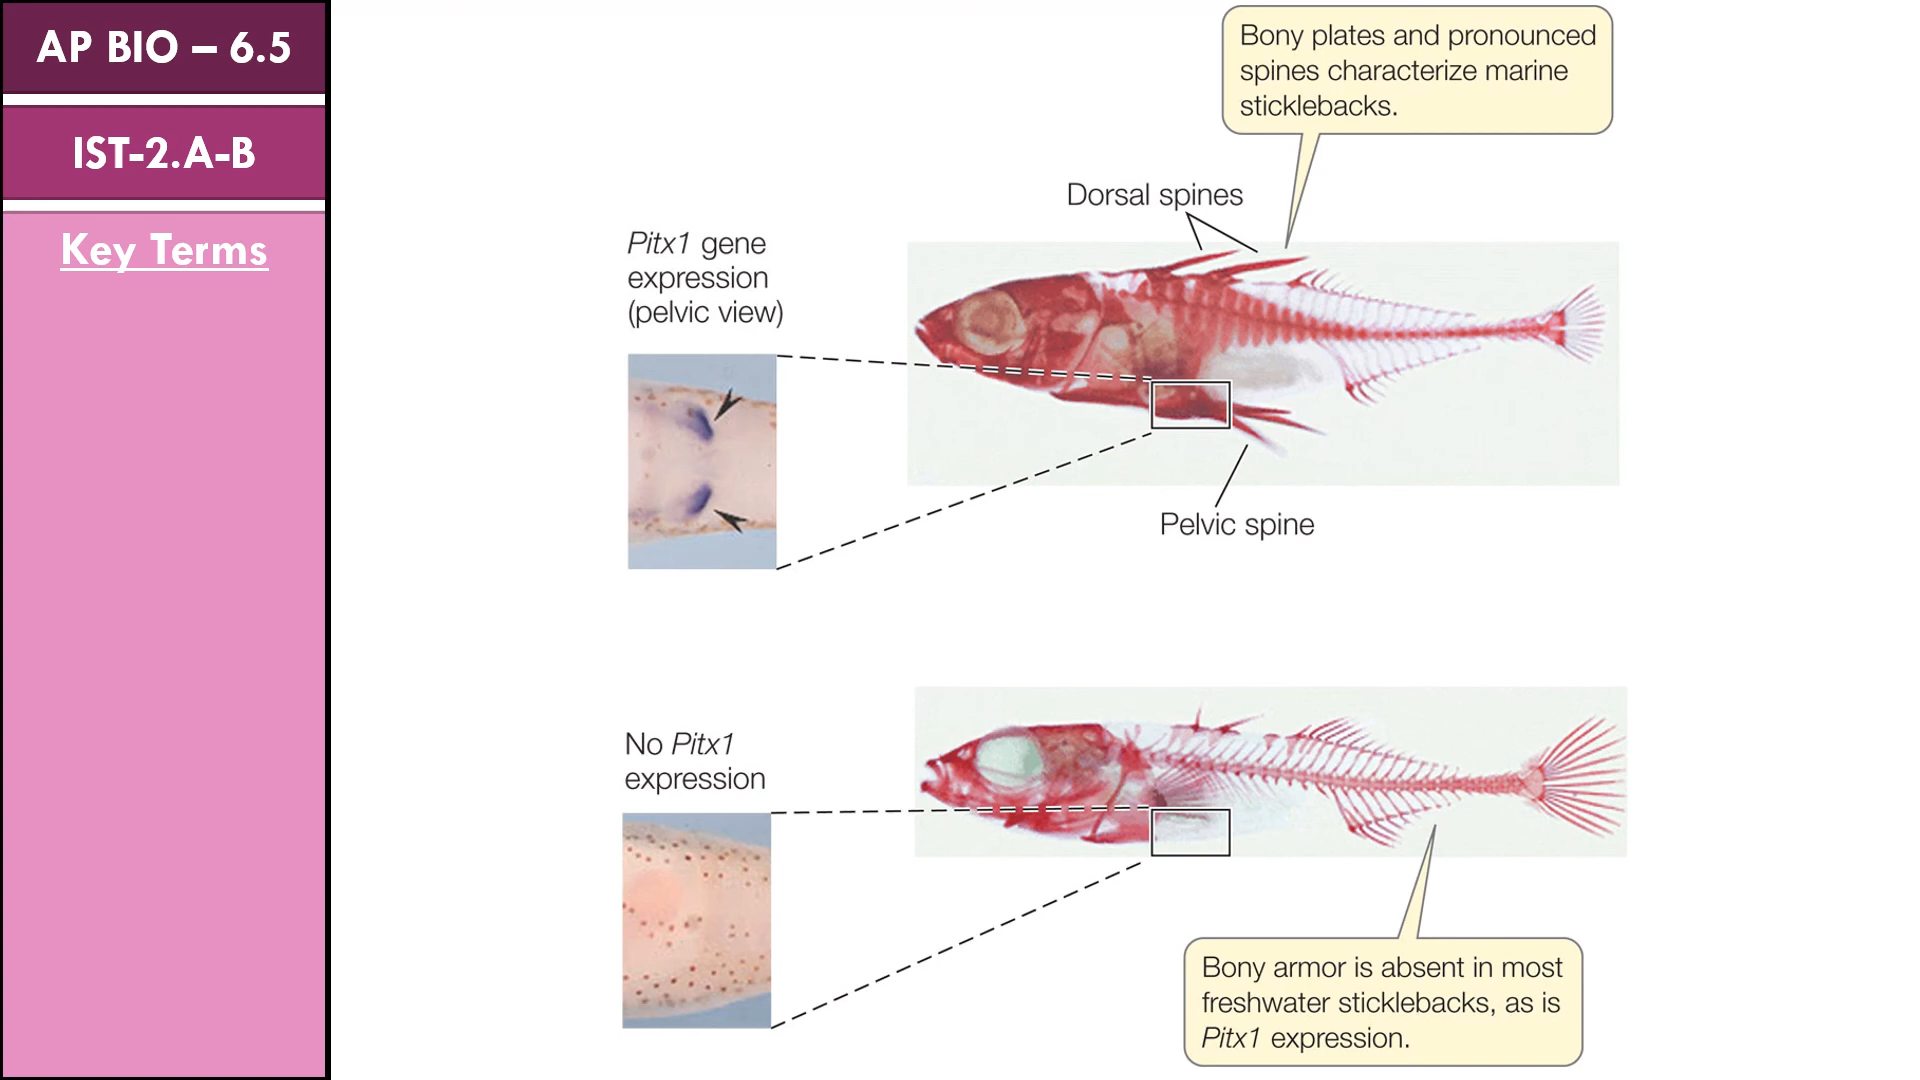 AP BIO – 6.5
IST-2.A-B
Key Terms
Bony plates and pronounced
spines characterize marine
sticklebacks.
Dorsal spines
Pitx1 gene
expression
(pelvic view)
Pelvic spine
No Pitx1
expression
Bony armor is absent in most
freshwater sticklebacks, as is
Pitx1 expression.